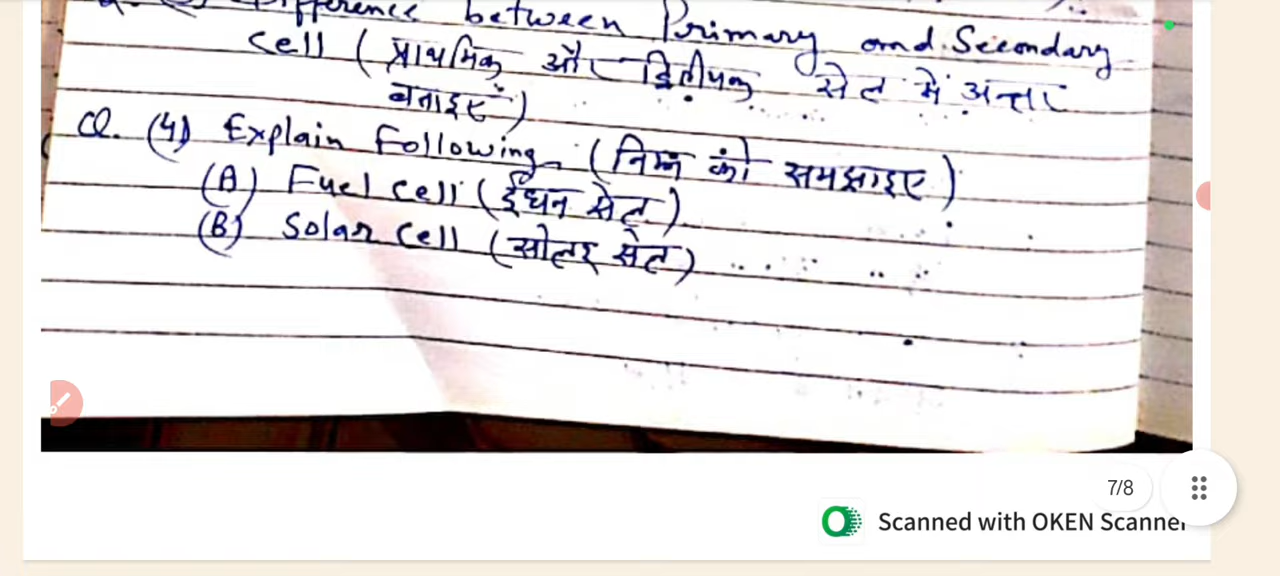 Difference between Primary and Secondary
cell (प्राथमिक और द्वितीयक सेल में अन्तर
बताइए)
Q. (4) Explain Following (निम्न को समझाइए)
(A) Fuel cell (ईंधन सेल)
(B) Solar Cell (सोलर सेल)
7/8
Scanned with OKEN Scanner